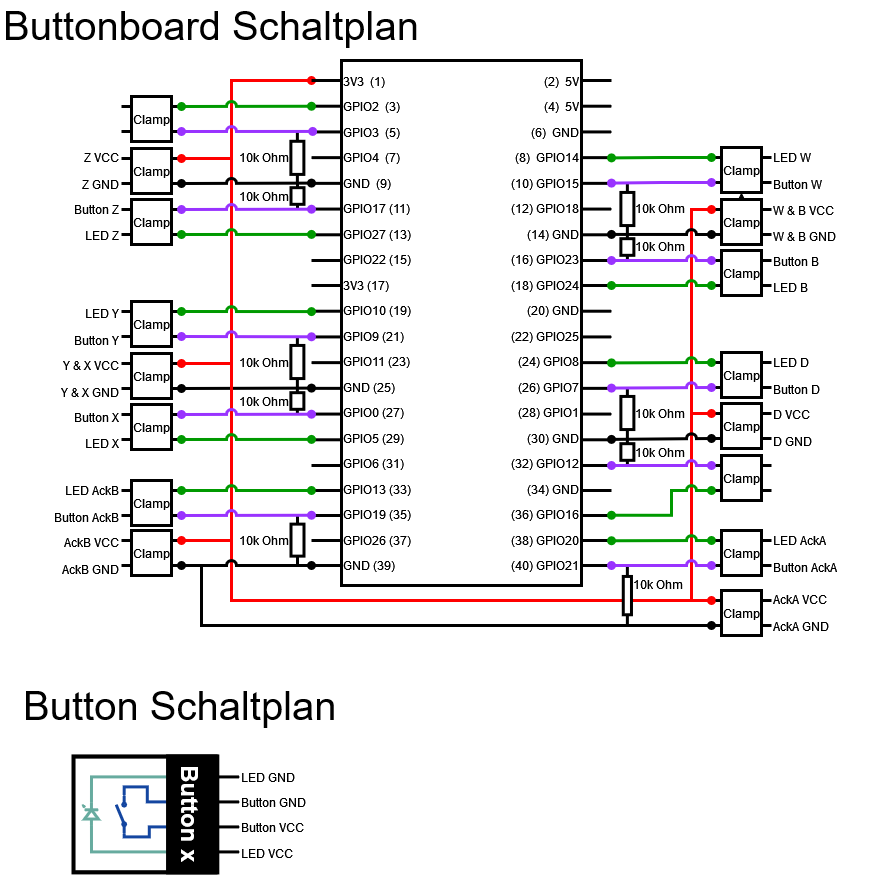 Buttonboard Schaltplan
3V3 (1)
(2) 5V
GPIO2 (3)
(4) 5V
Clamp
GPIO3 (5)
(6) GND
10k Ohm
Z VCC
GPIO4 (7)
(8) GPIO14
LED W
Clamp
Clamp
Z GND
GND (9)
(10) GPIO15
Button W
10k Ohm
Button Z
GPIO17 (11)
(12) GPIO18
10k Ohm
W & B VCC
Clamp
Clamp
LED Z
GPIO27 (13)
(14) GND
W & B GND
10k Ohm
GPIO22 (15)
(16) GPIO23
Button B
Clamp
3V3 (17)
(18) GPIO24
LED B
LED Y
GPIO10 (19)
(20) GND
Clamp
Button Y
GPIO9 (21)
(22) GPIO25
Y & X VCC
10k Ohm
GPIO11 (23)
(24) GPIO8
LED D
Clamp
Clamp
Y & X GND
GND (25)
(26) GPIO7
Button D
10k Ohm
Button X
GPIO0 (27)
(28) GPIO1
10k Ohm
D VCC
Clamp
Clamp
LED X
GPIO5 (29)
(30) GND
D GND
10k Ohm
GPIO6 (31)
(32) GPIO12
Clamp
LED AckB
GPIO13 (33)
(34) GND
Clamp
Button AckB
GPIO19 (35)
(36) GPIO16
AckB VCC
10k Ohm
GPIO26 (37)
(38) GPIO20
LED AckA
Clamp
Clamp
AckB GND
GND (39)
(40) GPIO21
Button AckA
10k Ohm
AckA VCC
Clamp
AckA GND
Button Schaltplan
Button x
LED GND
Button GND
Button VCC
LED VCC